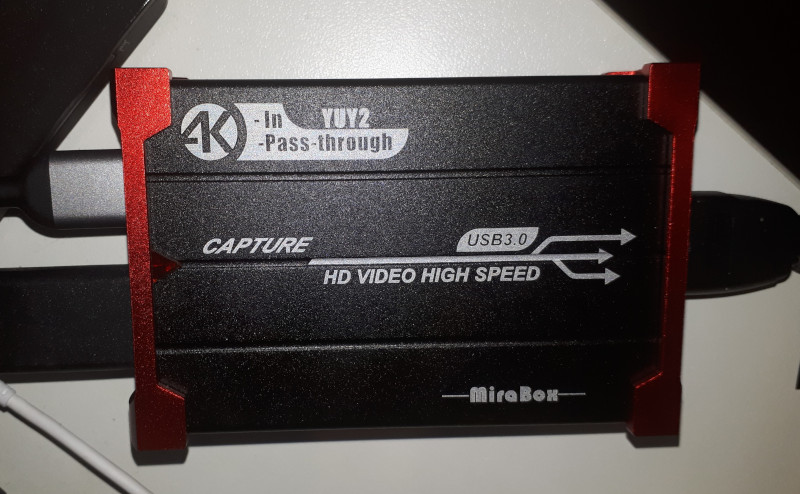 4K
-In YUY2
-Pass-through
CAPTURE
USB3.0
HD VIDEO HIGH SPEED
MiraBox